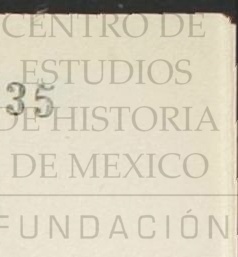 CENTRO DE
ESTUDIOS
35
DE HISTORIA
DE MEXICO
FUNDACIÓN